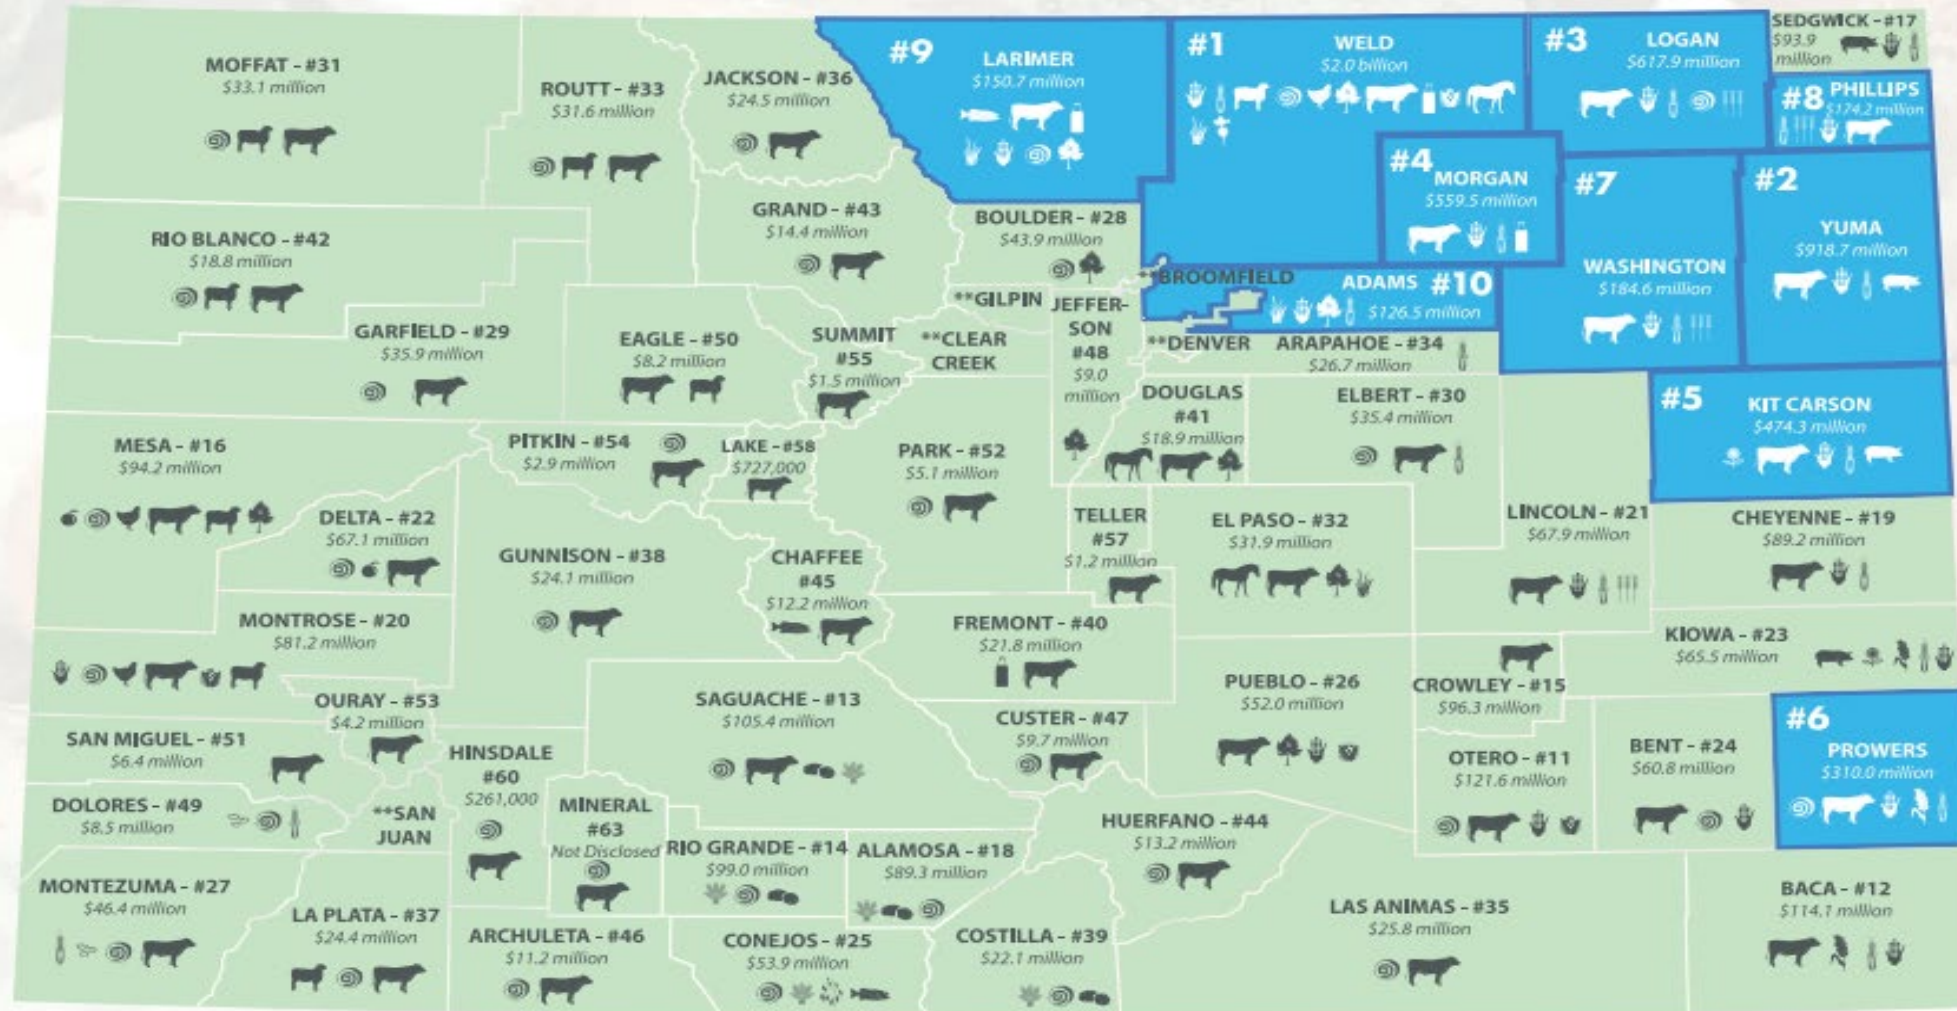 MOFFAT - #31
$33.1 million
ROUTT - #33
$31.6 million
JACKSON - #36
$24.5 million
#9
LARIMER
$150.7 million
#1
WELD
$2.0 billion
#3
LOGAN
$617.9 million
SEDGWICK - #17
$93.9
million
#8 PHILLIPS
$174.2 million
#4
MORGAN
$559.5 million
#7
WASHINGTON
$184.6 million
#2
YUMA
$918.7 million
RIO BLANCO - #42
$18.8 million
GRAND - #43
$14.4 million
BOULDER - #28
$43.9 million
**BROOMFIELD
ADAMS #10
$126.5 million
GARFIELD - #29
$35.9 million
EAGLE - #50
$8.2 million
SUMMIT
#55
$1.5 million
**GILPIN
**CLEAR
CREEK
JEFFER-
SON
#48
$9.0
million
**DENVER
ARAPAHOE - #34
$26.7 million
DOUGLAS
#41
$18.9 million
ELBERT - #30
$35.4 million
#5
KIT CARSON
$474.3 million
MESA - #16
$94.2 million
PITKIN - #54
$2.9 million
LAKE - #58
$727,000
PARK - #52
$5.1 million
DELTA - #22
$67.1 million
GUNNISON - #38
$24.1 million
CHAFFEE
#45
$12.2 million
TELLER
#57
$1.2 million
EL PASO - #32
$31.9 million
LINCOLN - #21
$67.9 million
CHEYENNE - #19
$89.2 million
MONTROSE - #20
$81.2 million
FREMONT - #40
$21.8 million
KIOWA - #23
$65.5 million
OURAY - #53
$4.2 million
SAGUACHE - #13
$105.4 million
CUSTER - #47
$9.7 million
PUEBLO - #26
$52.0 million
CROWLEY - #15
$96.3 million
SAN MIGUEL - #51
$6.4 million
HINSDALE
#60
$261,000
OTERO - #11
$121.6 million
BENT - #24
$60.8 million
#6
PROWERS
$310.0 million
DOLORES - #49
$8.5 million
**SAN
JUAN
MINERAL
#63
Not Disclosed
RIO GRANDE - #14
$99.0 million
ALAMOSA - #18
$89.3 million
HUERFANO - #44
$13.2 million
MONTEZUMA - #27
$46.4 million
LA PLATA - #37
$24.4 million
ARCHULETA - #46
$11.2 million
CONEJOS - #25
$53.9 million
COSTILLA - #39
$22.1 million
LAS ANIMAS - #35
$25.8 million
BACA - #12
$114.1 million